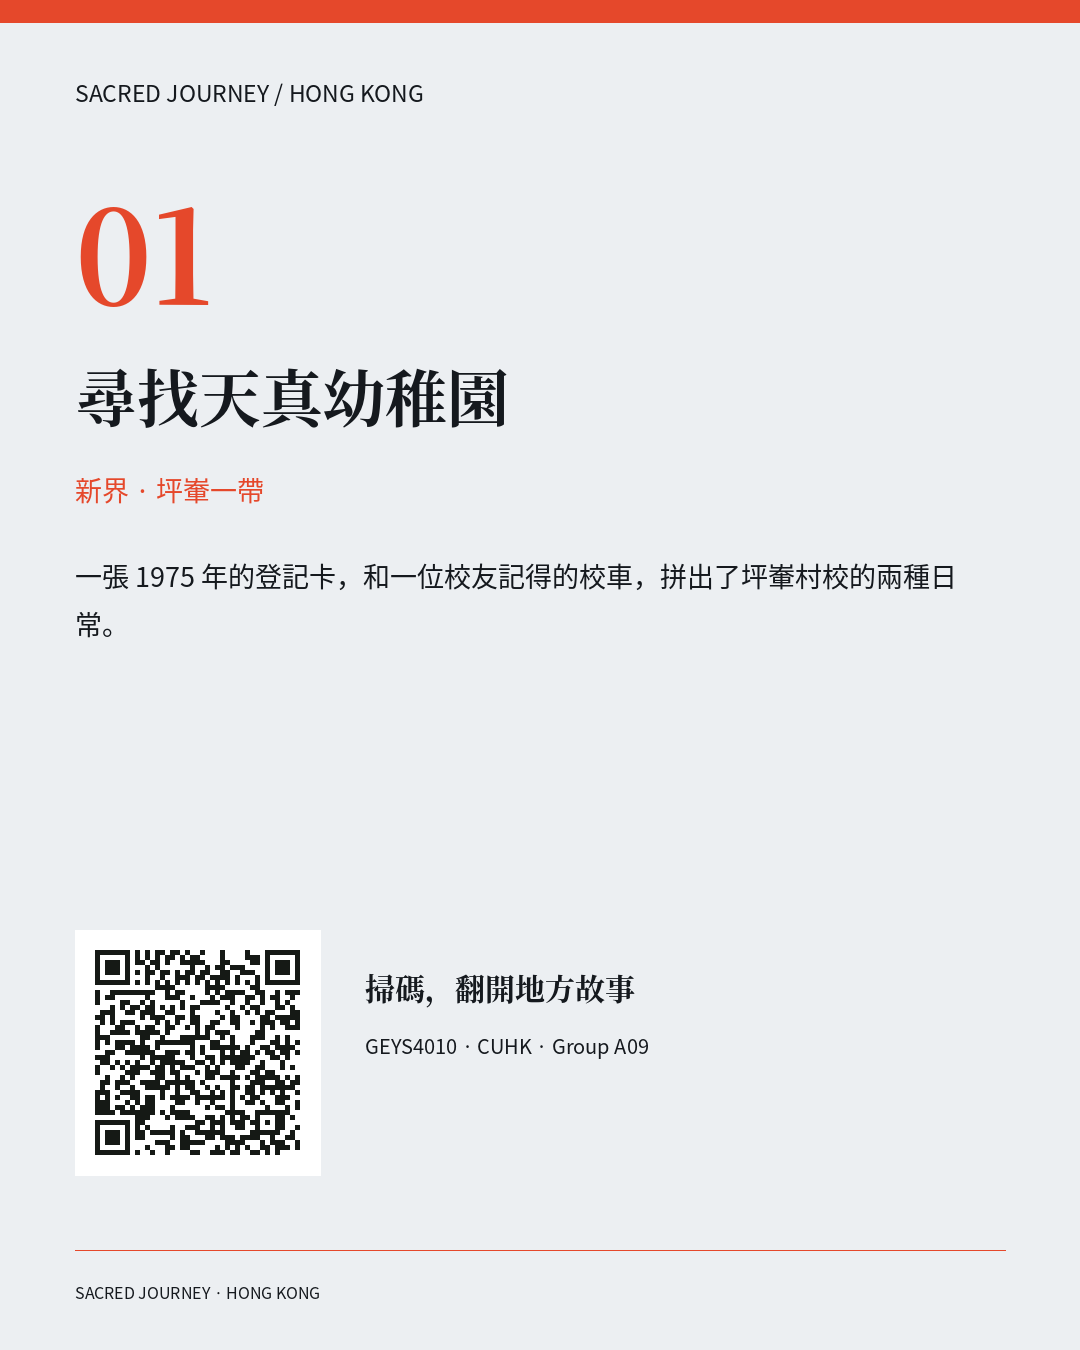 SACRED JOURNEY / HONG KONG
01
尋找天真幼稚園
新界 · 坪輋一帶
一張 1975 年的登記卡，和一位校友記得的校車，拼出了坪輋村校的兩種日
常。
掃碼，翻開地方故事
GEYS4010 · CUHK · Group A09
SACRED JOURNEY · HONG KONG